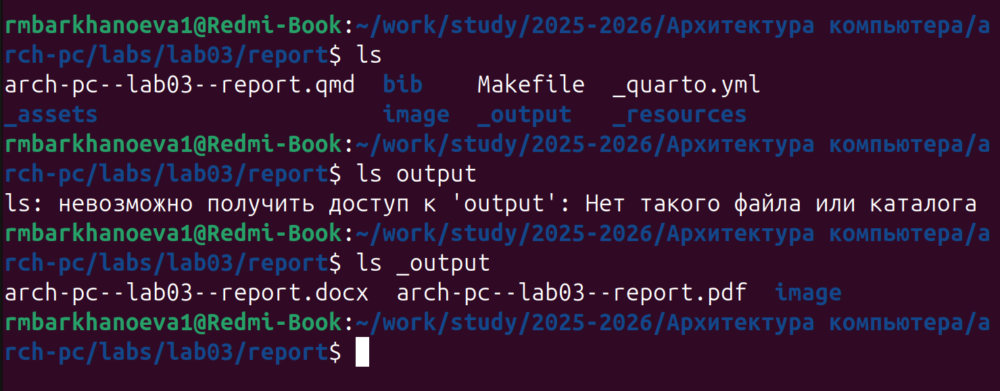 rmbarkhanoeva1@Redmi-Book:~/work/study/2025-2026/Архитектура компьютера/a
rch-pc/labs/lab03/report$ ls
arch-pc--lab03--report.qmd  bib    Makefile  _quarto.yml
_assets                     image  _output   _resources
rmbarkhanoeva1@Redmi-Book:~/work/study/2025-2026/Архитектура компьютера/a
rch-pc/labs/lab03/report$ ls output
ls: невозможно получить доступ к 'output': Нет такого файла или каталога
rmbarkhanoeva1@Redmi-Book:~/work/study/2025-2026/Архитектура компьютера/a
rch-pc/labs/lab03/report$ ls _output
arch-pc--lab03--report.docx  arch-pc--lab03--report.pdf  image
rmbarkhanoeva1@Redmi-Book:~/work/study/2025-2026/Архитектура компьютера/a
rch-pc/labs/lab03/report$